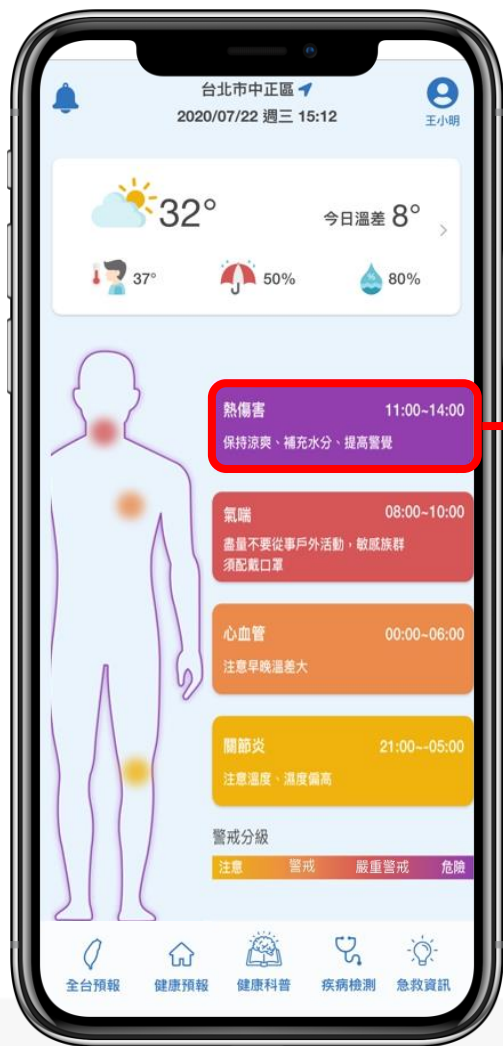 台北市中正區
2020/07/22 週三 15:12
王小明
32°
今日溫差 8°
37°
50%
80%
熱傷害 11:00~14:00
保持涼爽、補充水分、提高警覺
氣喘 08:00~10:00
盡量不要從事戶外活動，敏感族群
須配戴口罩
心血管 00:00~06:00
注意早晚溫差大
關節炎 21:00~-05:00
注意溫度、濕度偏高
警戒分級
注意 警戒 嚴重警戒 危險
全台預報 健康預報 健康科普 疾病檢測 急救資訊